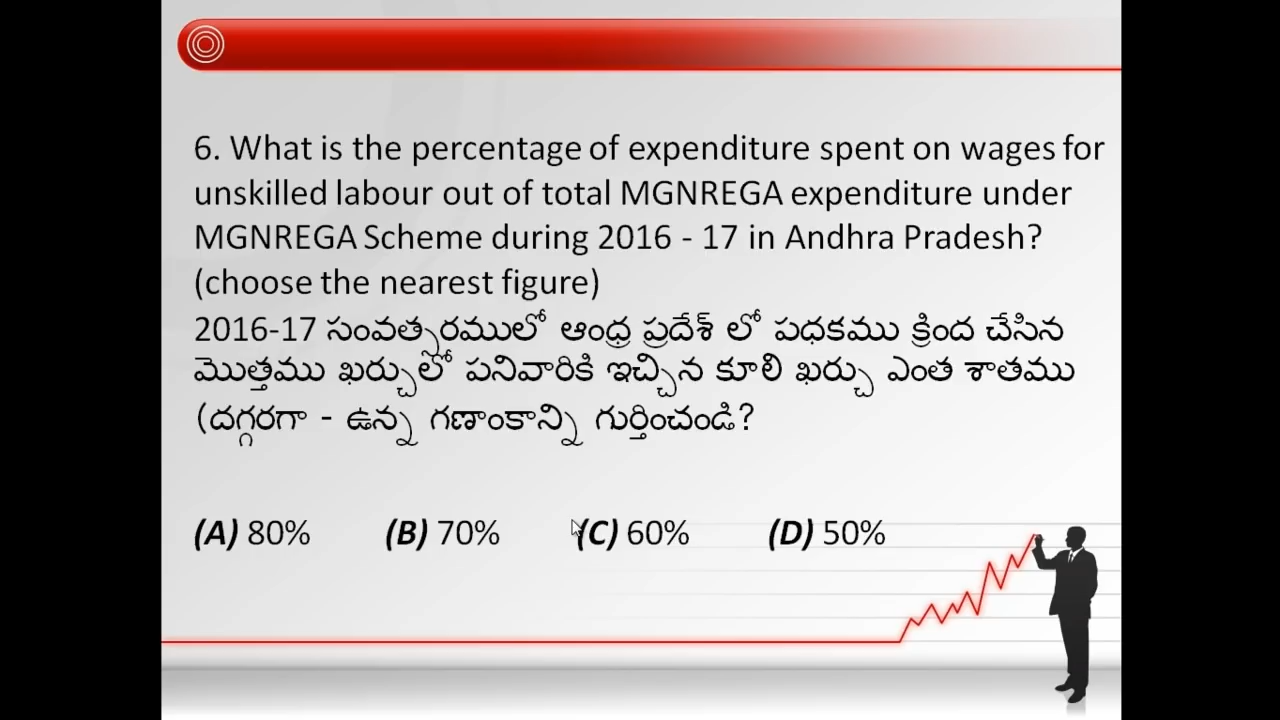 6. What is the percentage of expenditure spent on wages for
unskilled labour out of total MGNREGA expenditure under
MGNREGA Scheme during 2016 - 17 in Andhra Pradesh?
(choose the nearest figure)
2016-17 సంవత్సరములో ఆంధ్ర ప్రదేశ్ లో పధకము క్రింద చేసిన
మొత్తము ఖర్చులో పనివారికి ఇచ్చిన కూలి ఖర్చు ఎంత శాతము
(దగ్గరగా - ఉన్న గణాంకాన్ని గుర్తించండి?
(A) 80% (B) 70% (C) 60% (D) 50%